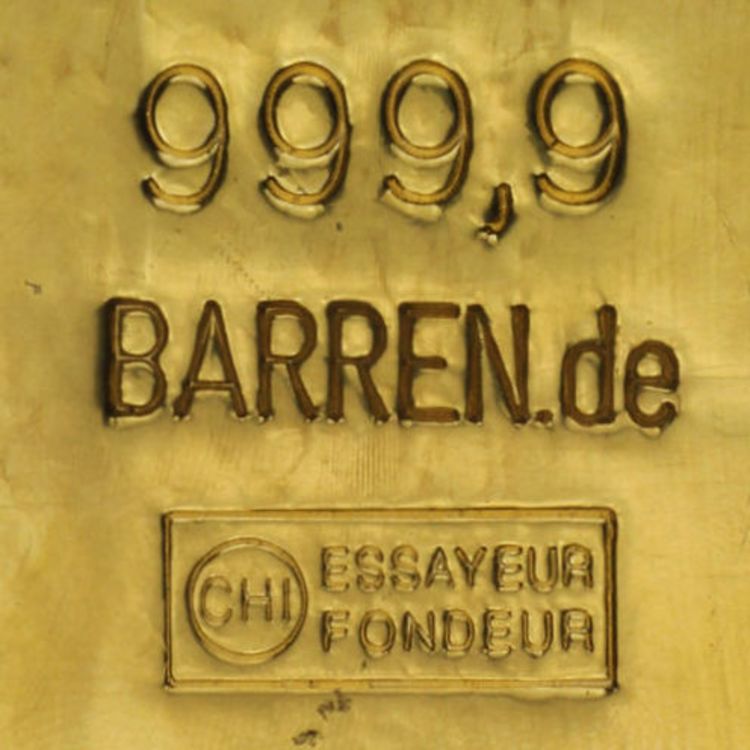 999,9
BARREN.de
CHI
ESSAYEUR
FONDEUR